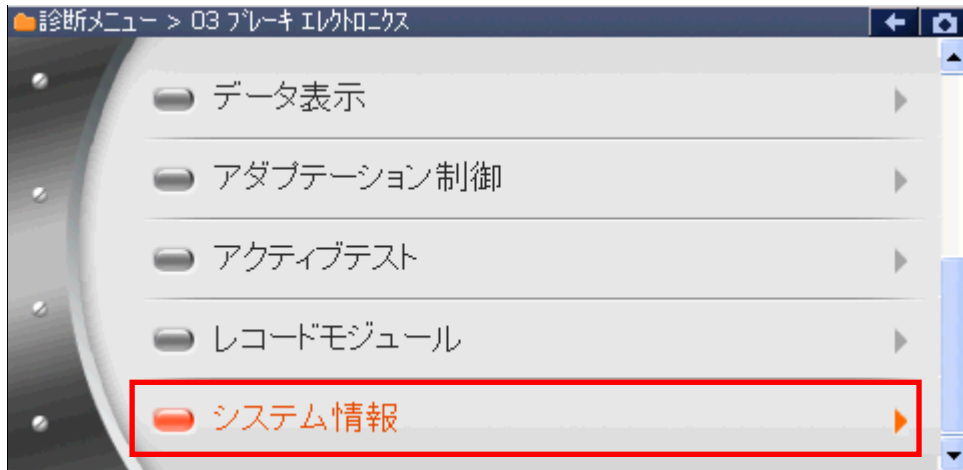 診断メニュー > 03 ブレーキ エレクトロニクス
データ表示
アダプテーション制御
アクティブテスト
レコードモジュール
システム情報